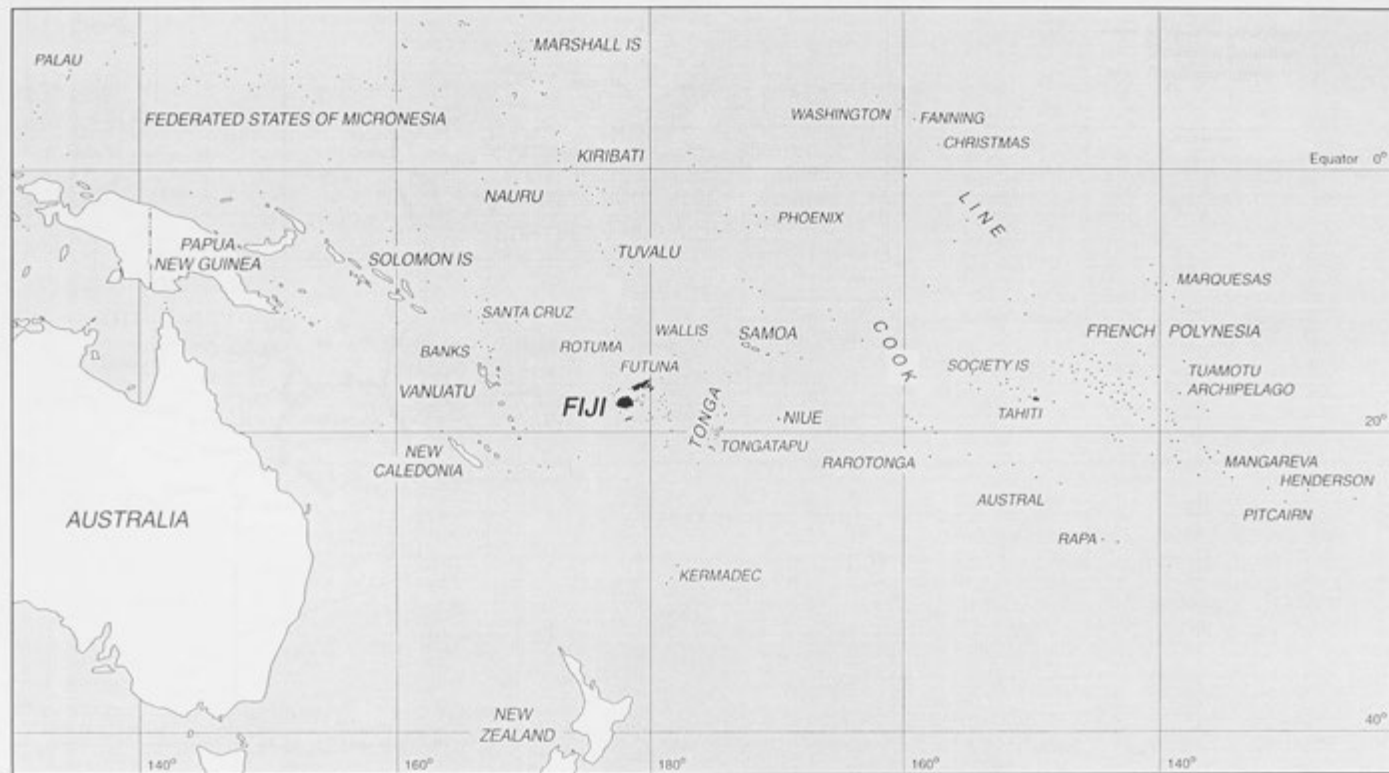 MARSHALL IS
PALAU
WASHINGTON
FANNING
FEDERATED STATES OF MICRONESIA
CHRISTMAS
KIRIBATI
Equator 0°
NAURU
LINE
PHOENIX
PAPUA
NEW GUINEA
SOLOMON IS
TUVALU
MARQUESAS
SANTA CRUZ
WALLIS
SAMOA
COOK
FRENCH POLYNESIA
BANKS
ROTUMA
FUTUNA
SOCIETY IS
TUAMOTU
ARCHIPELAGO
VANUATU
FIJI
TONGA
NIUE
TAHITI
20°
TONGATAPU
NEW
CALEDONIA
RAROTONGA
MANGAREVA
HENDERSON
AUSTRAL
PITCAIRN
AUSTRALIA
RAPA
KERMADEC
NEW
ZEALAND
40°
140°
160°
180°
160°
140°